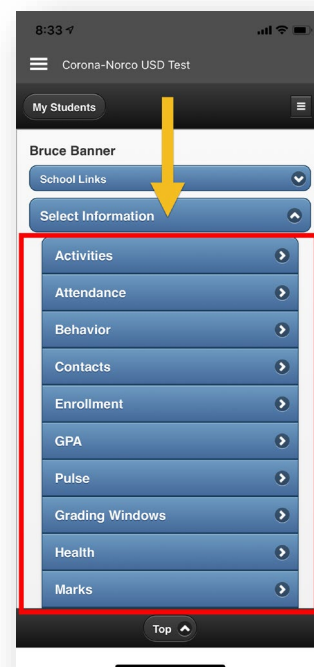 8:33
Corona-Norco USD Test
My Students
Bruce Banner
School Links
Select Information
Activities
Attendance
Behavior
Contacts
Enrollment
GPA
Pulse
Grading Windows
Health
Marks
Top